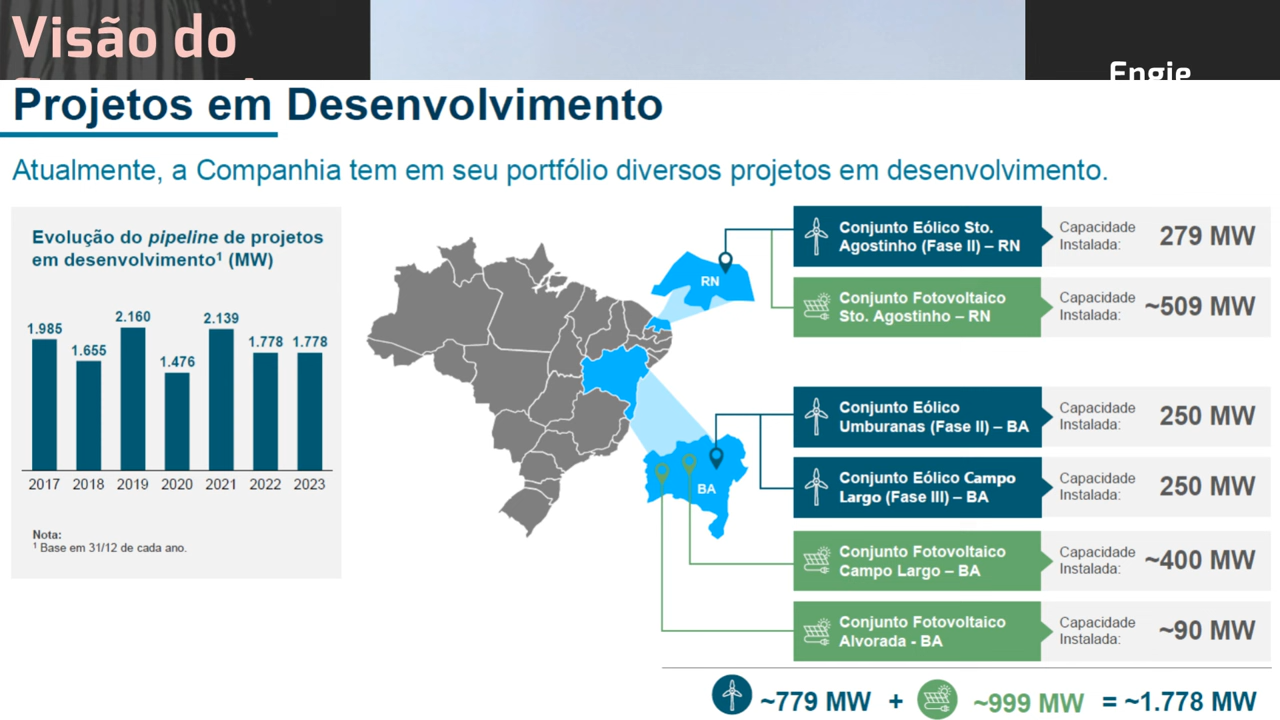 Visão do
Engie
Projetos em Desenvolvimento
Atualmente, a Companhia tem em seu portfólio diversos projetos em desenvolvimento.
Evolução do pipeline de projetos
em desenvolvimento¹ (MW)
1.985
1.655
2.160
1.476
2.139
1.778
1.778
2017
2018
2019
2020
2021
2022
2023
Nota:
¹ Base em 31/12 de cada ano.
RN
BA
Conjunto Eólico Sto.
Agostinho (Fase II) – RN
Capacidade
Instalada:
279 MW
Conjunto Fotovoltaico
Sto. Agostinho – RN
Capacidade
Instalada:
~509 MW
Conjunto Eólico
Umburanas (Fase II) – BA
Capacidade
Instalada:
250 MW
Conjunto Eólico Campo
Largo (Fase III) – BA
Capacidade
Instalada:
250 MW
Conjunto Fotovoltaico
Campo Largo – BA
Capacidade
Instalada:
~400 MW
Conjunto Fotovoltaico
Alvorada - BA
Capacidade
Instalada:
~90 MW
~779 MW + ~999 MW = ~1.778 MW